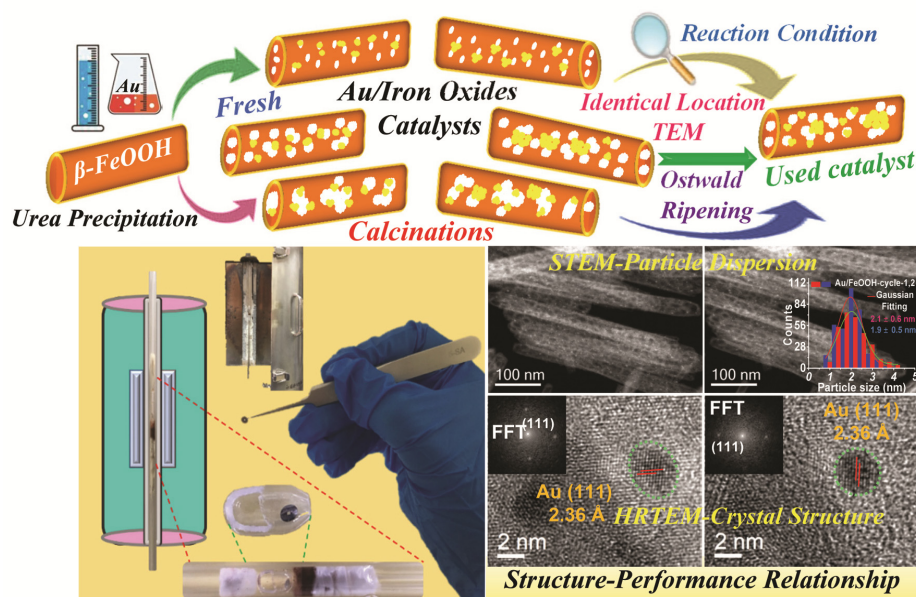 Au
Fresh
β-FeOOH
Urea Precipitation
Au/Iron Oxides
Catalysts
Calcinations
Reaction Condition
Identical Location
TEM
Ostwald
Ripening
Used catalyst
STEM-Particle Dispersion
100 nm
100 nm
112
84
56
28
0
Counts
Au/FeOOH-cycle-1,2
Gaussian
Fitting
2.1 ± 0.6 nm
1.9 ± 0.5 nm
0 1 2 3 4 5
Particle size (nm)
FFT
(111)
Au (111)
2.36 Å
2 nm
FFT
(111)
Au (111)
2.36 Å
2 nm
HRTEM-Crystal Structure
Structure-Performance Relationship